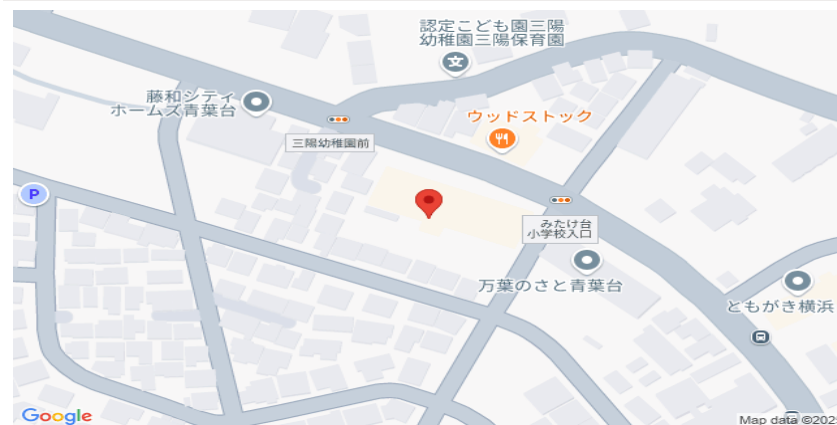 認定こども園三陽
幼稚園三陽保育園
藤和シティ
ホームズ青葉台
ウッドストック
三陽幼稚園前
P
みたけ台
小学校入口
万葉のさと青葉台
ともがき横浜
Google
Map data ©202